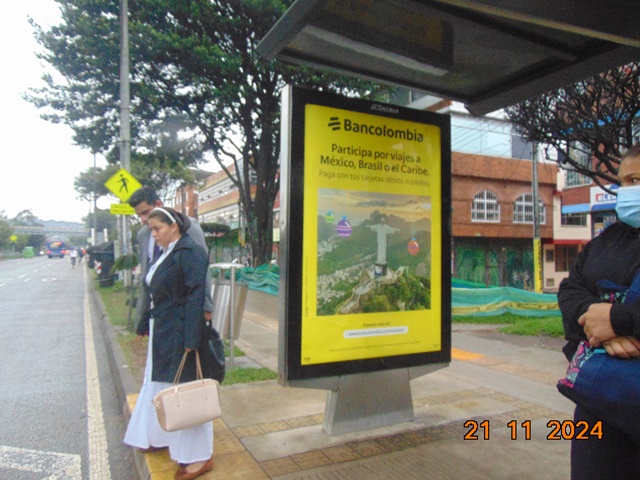 JCDecaux
Bancolombia
Participa por viajes a
México, Brasil o el Caribe.
Paga con tus tarjetas débito o crédito.
21 11 2024